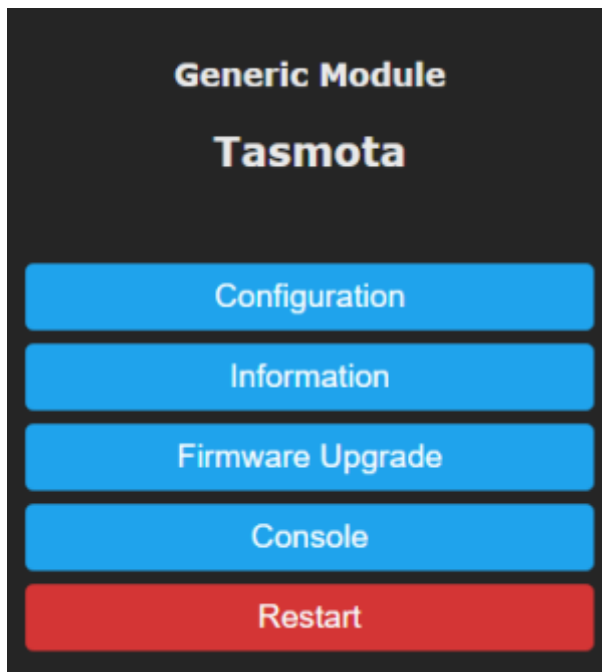 Generic Module
Tasmota
Configuration
Information
Firmware Upgrade
Console
Restart